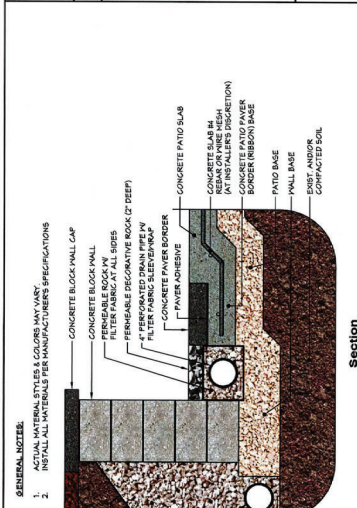 GENERAL NOTES:
1. ACTUAL MATERIAL STYLES & COLORS MAY VARY.
2. INSTALL ALL MATERIALS PER MANUFACTURER'S SPECIFICATIONS
CONCRETE BLOCK WALL CAP
CONCRETE BLOCK WALL
PERMEABLE ROCK W/
FILTER FABRIC AT ALL SIDES
PERMEABLE DECORATIVE ROCK (2" DEEP)
4" PERFORATED DRAIN PIPE W/
FILTER FABRIC SLEEVE/WRAP
CONCRETE PAVER BORDER
PAVER ADHESIVE
CONCRETE PATIO SLAB
CONCRETE SLAB #4
REBAR OR WIRE MESH
(AT INSTALLER'S DISCRETION)
CONCRETE PATIO PAVER
BORDER (RIBBON) BASE
PATIO BASE
WALL BASE
EXIST. AND/OR
COMPACTED SOIL
Section